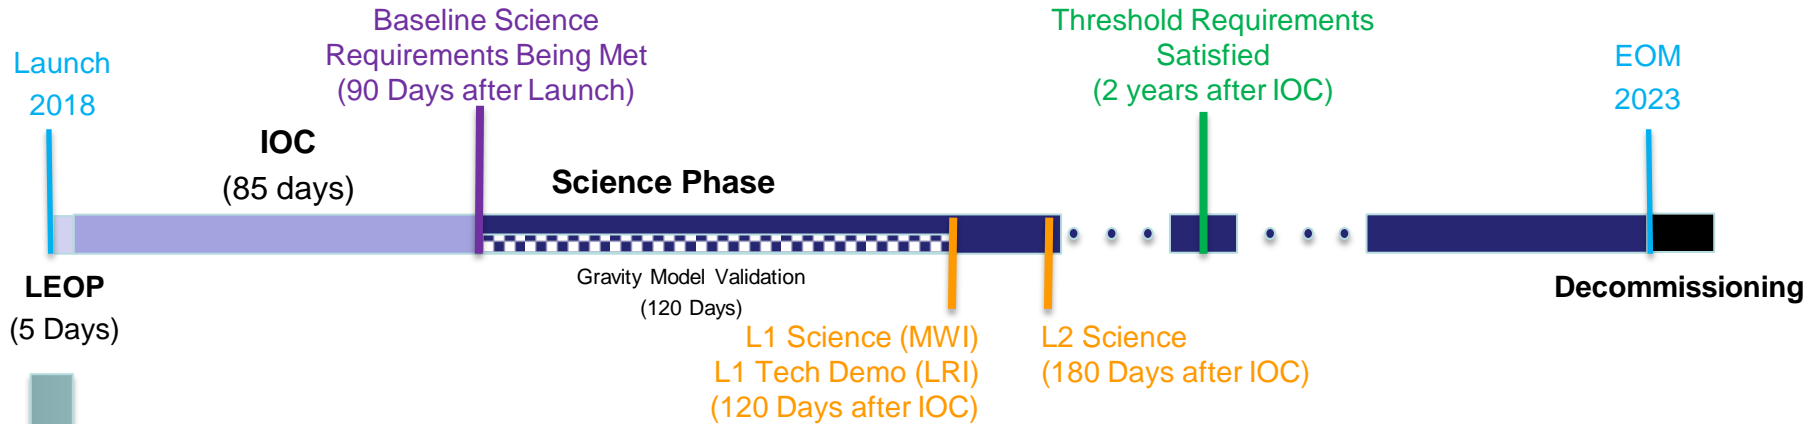 Launch
2018
Baseline Science
Requirements Being Met
(90 Days after Launch)
Threshold Requirements
Satisfied
(2 years after IOC)
EOM
2023
IOC
(85 days)
Science Phase
LEOP
(5 Days)
Gravity Model Validation
(120 Days)
Decommissioning
L1 Science (MWI)
L1 Tech Demo (LRI)
(120 Days after IOC)
L2 Science
(180 Days after IOC)